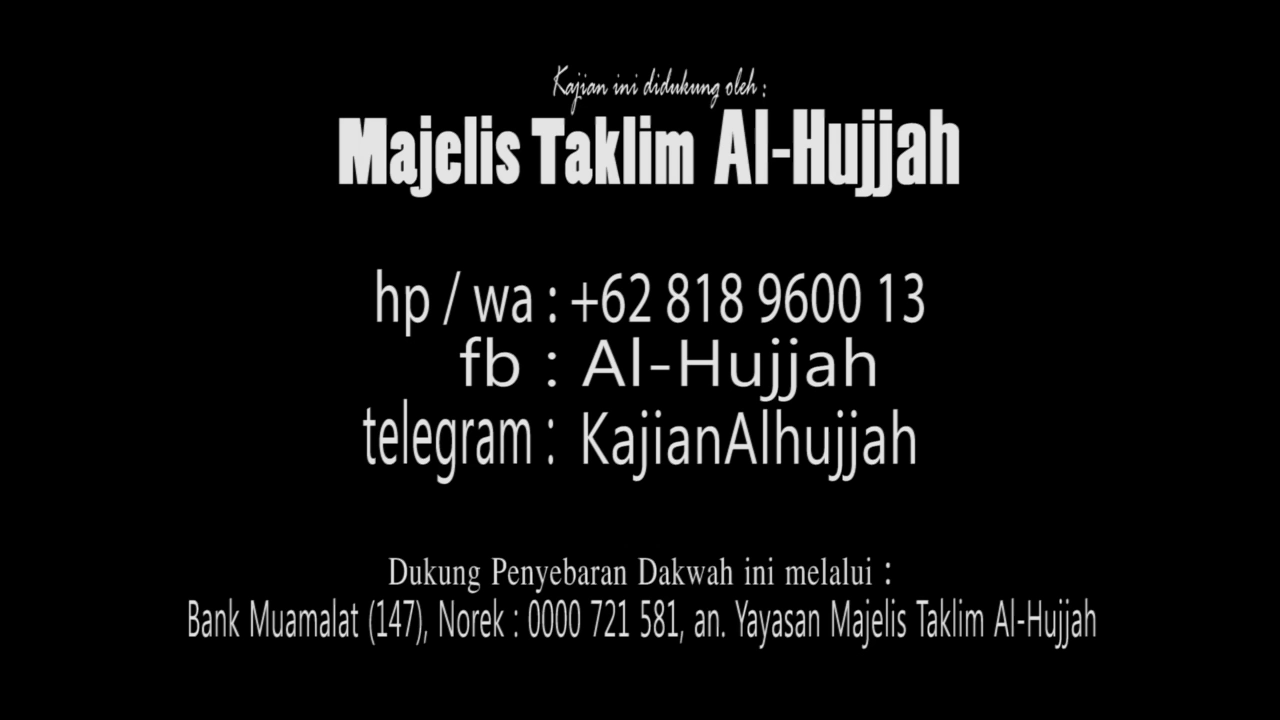 Kajian ini didukung oleh :
Majelis Taklim Al-Hujjah
hp / wa : +62 818 9600 13
fb : Al-Hujjah
telegram : KajianAlhujjah
Dukung Penyebaran Dakwah ini melalui :
Bank Muamalat (147), Norek : 0000 721 581, an. Yayasan Majelis Taklim Al-Hujjah